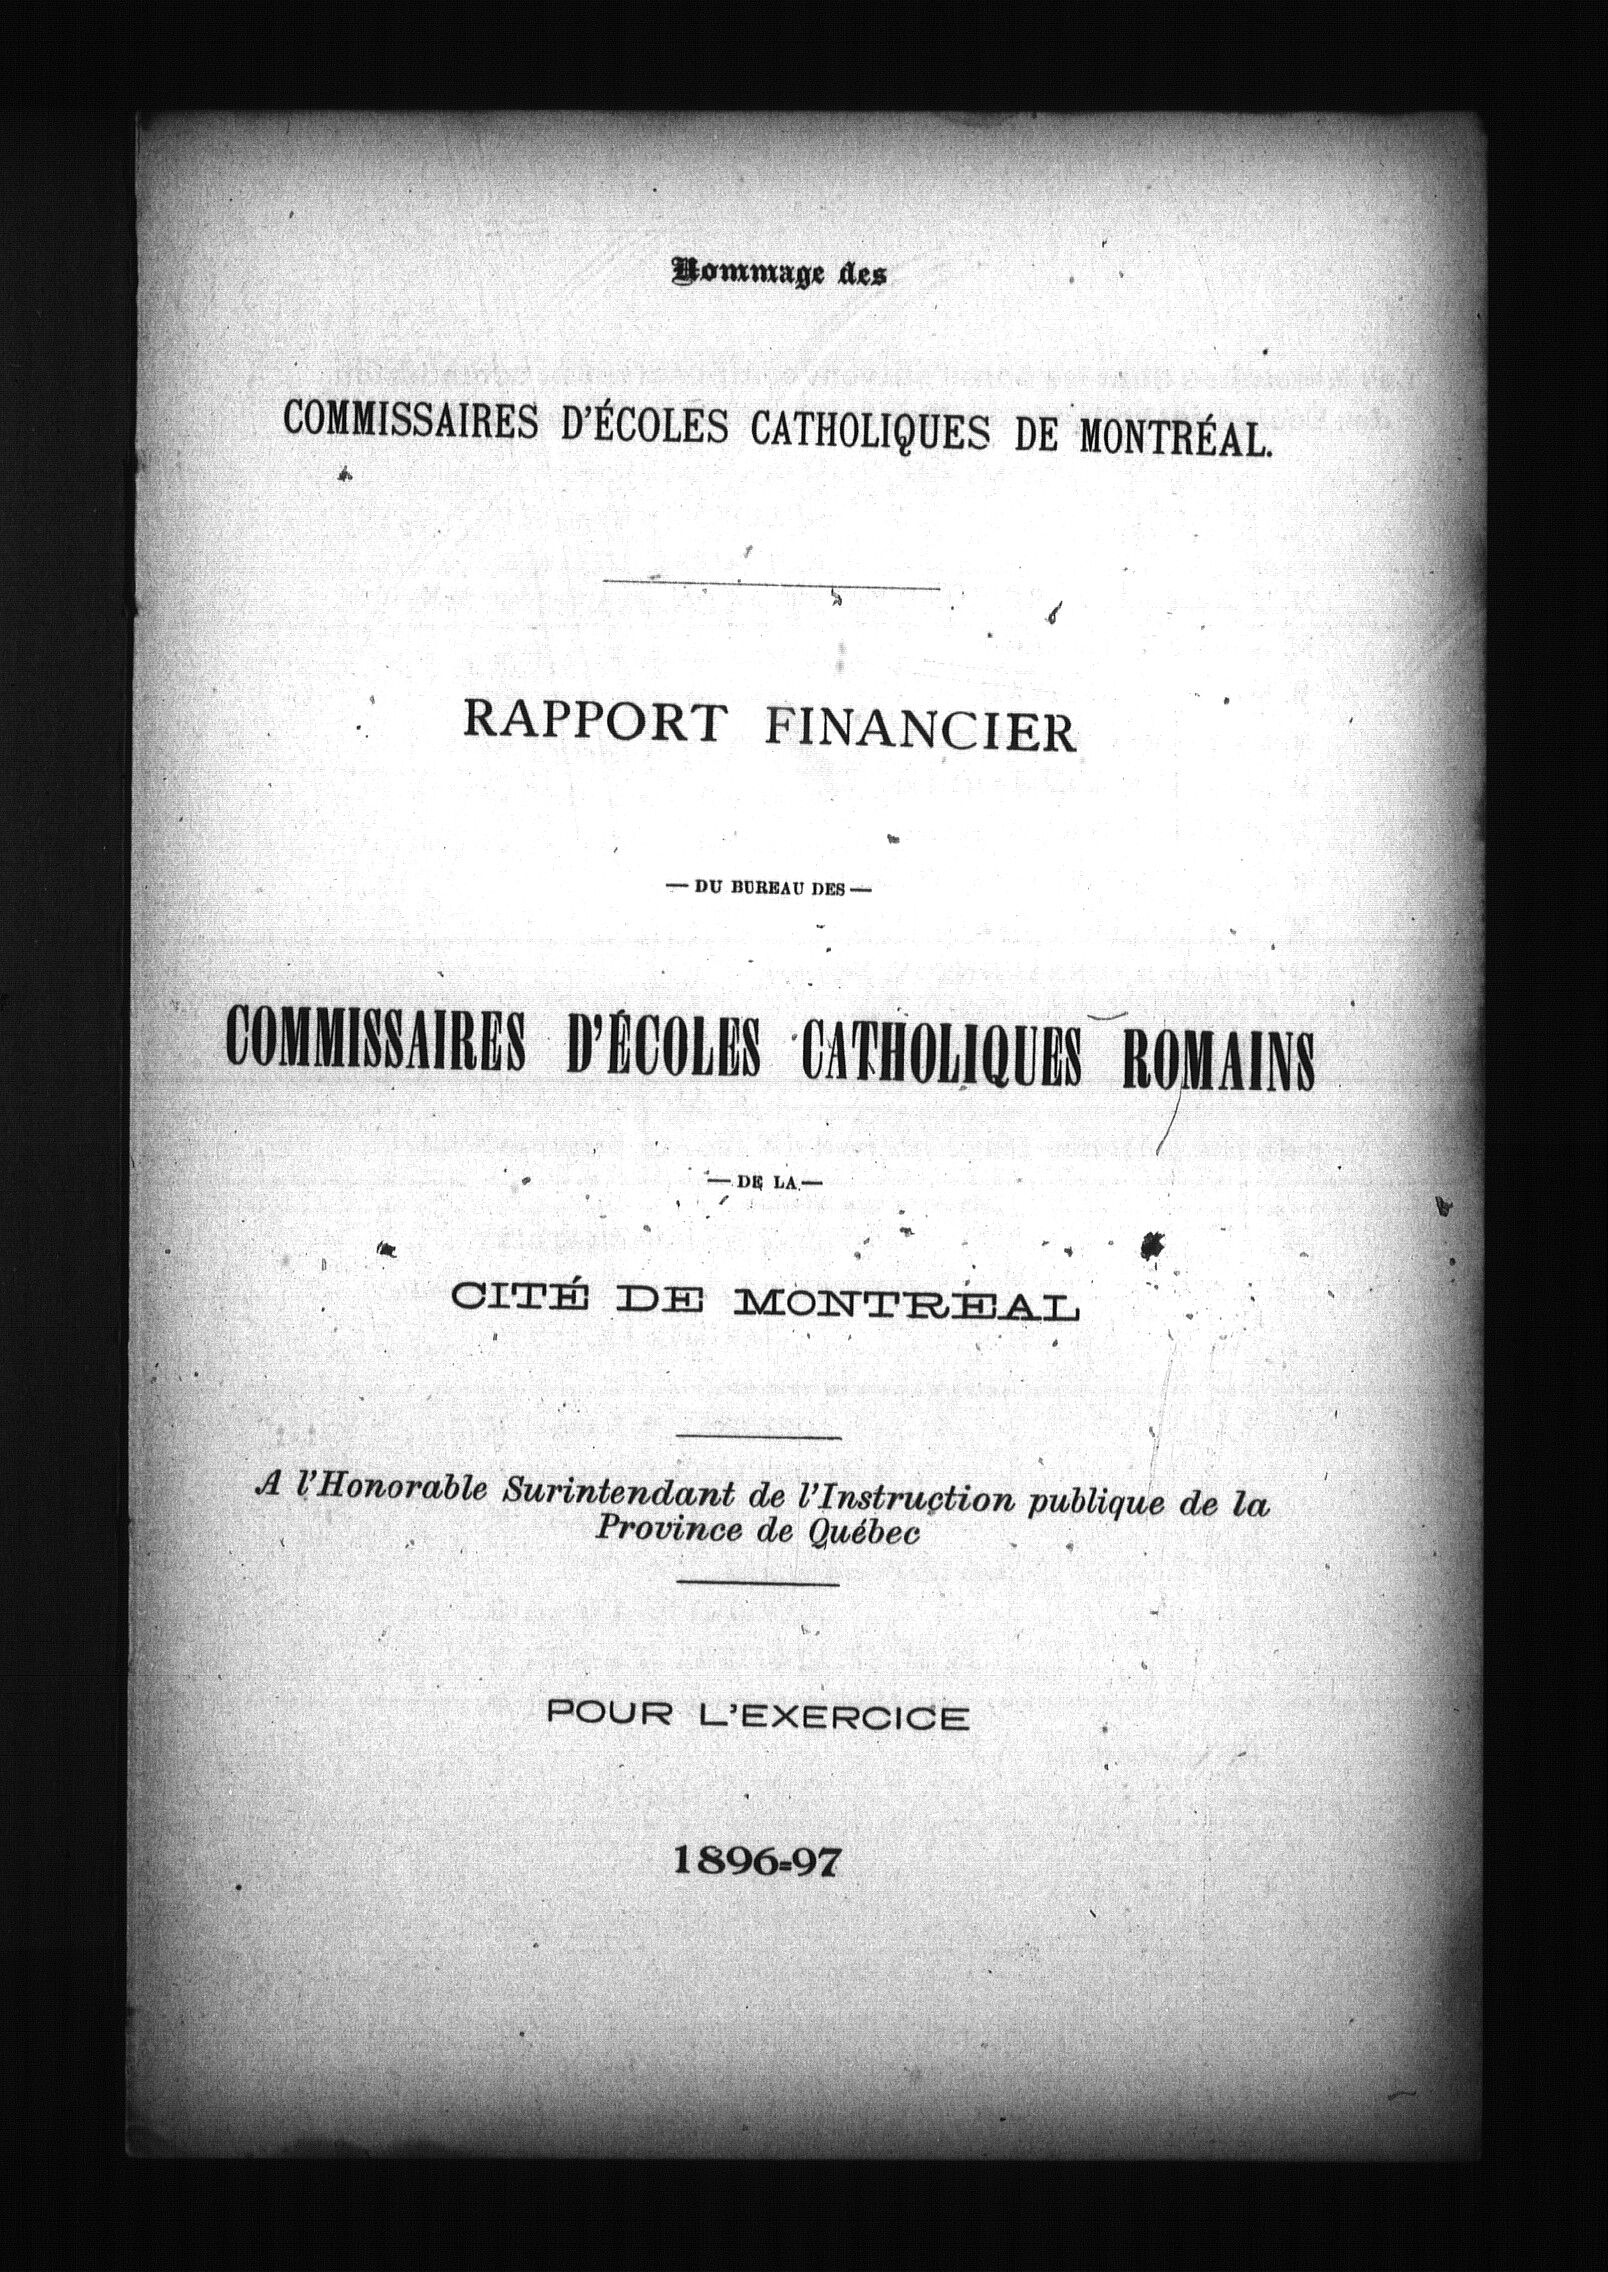 Hommage des
COMMISSAIRES D'ÉCOLES CATHOLIQUES DE MONTRÉAL.
RAPPORT FINANCIER
— DU BUREAU DES —
COMMISSAIRES D'ÉCOLES CATHOLIQUES ROMAINS
— DE LA —
CITÉ DE MONTREAL
A l'Honorable Surintendant de l'Instruction publique de la
Province de Québec
POUR L'EXERCICE
1896=97